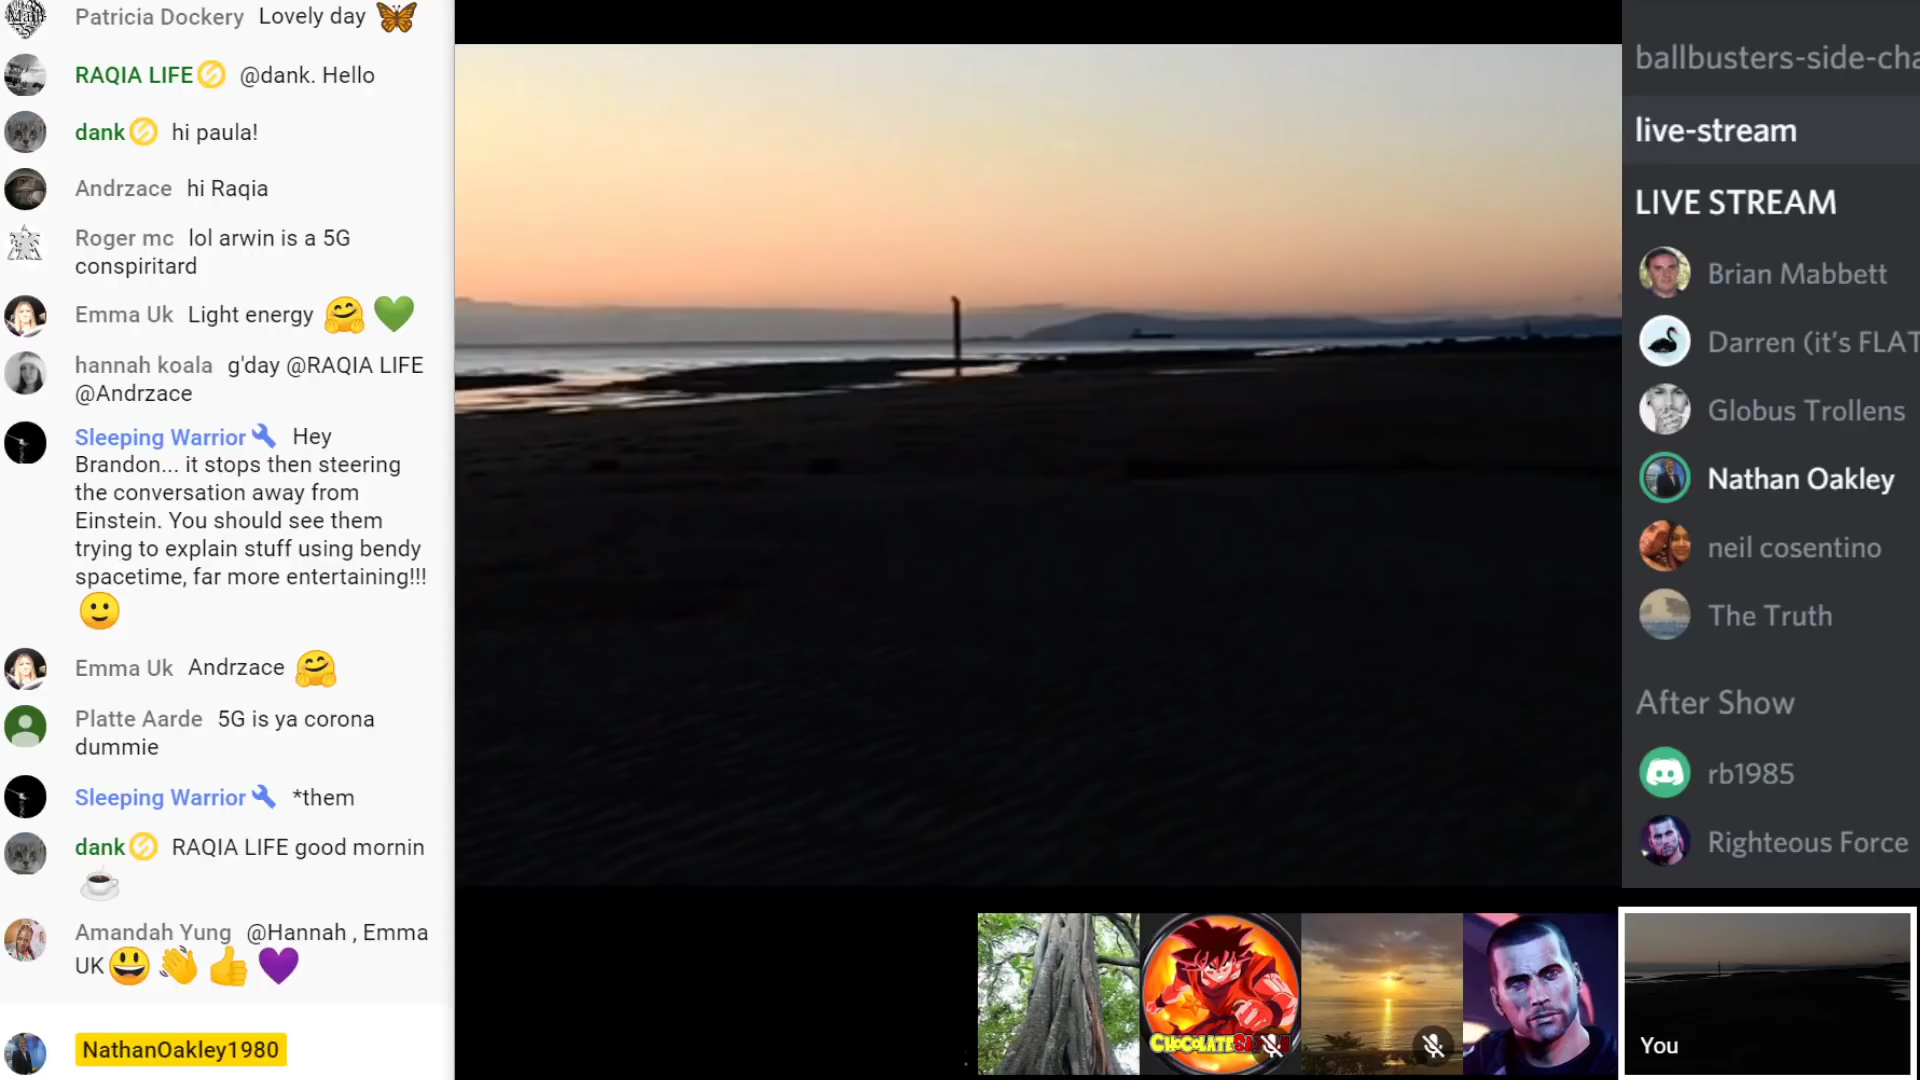 Patricia Dockery Lovely day
RAQIA LIFE @dank. Hello
dank hi paula!
Andrzace hi Raqia
Roger mc lol arwin is a 5G
conspiritard
Emma Uk Light energy
hannah koala g'day @RAQIA LIFE
@Andrzace
Sleeping Warrior Hey
Brandon... it stops then steering
the conversation away from
Einstein. You should see them
trying to explain stuff using bendy
spacetime, far more entertaining!!!
Emma Uk Andrzace
Platte Aarde 5G is ya corona
dummie
Sleeping Warrior *them
dank RAQIA LIFE good mornin
Amandah Yung @Hannah , Emma
UK
NathanOakley1980
ballbusters-side-cha
live-stream
LIVE STREAM
Brian Mabbett
Darren (it's FLAT
Globus Trollens
Nathan Oakley
neil cosentino
The Truth
After Show
rb1985
Righteous Force
You